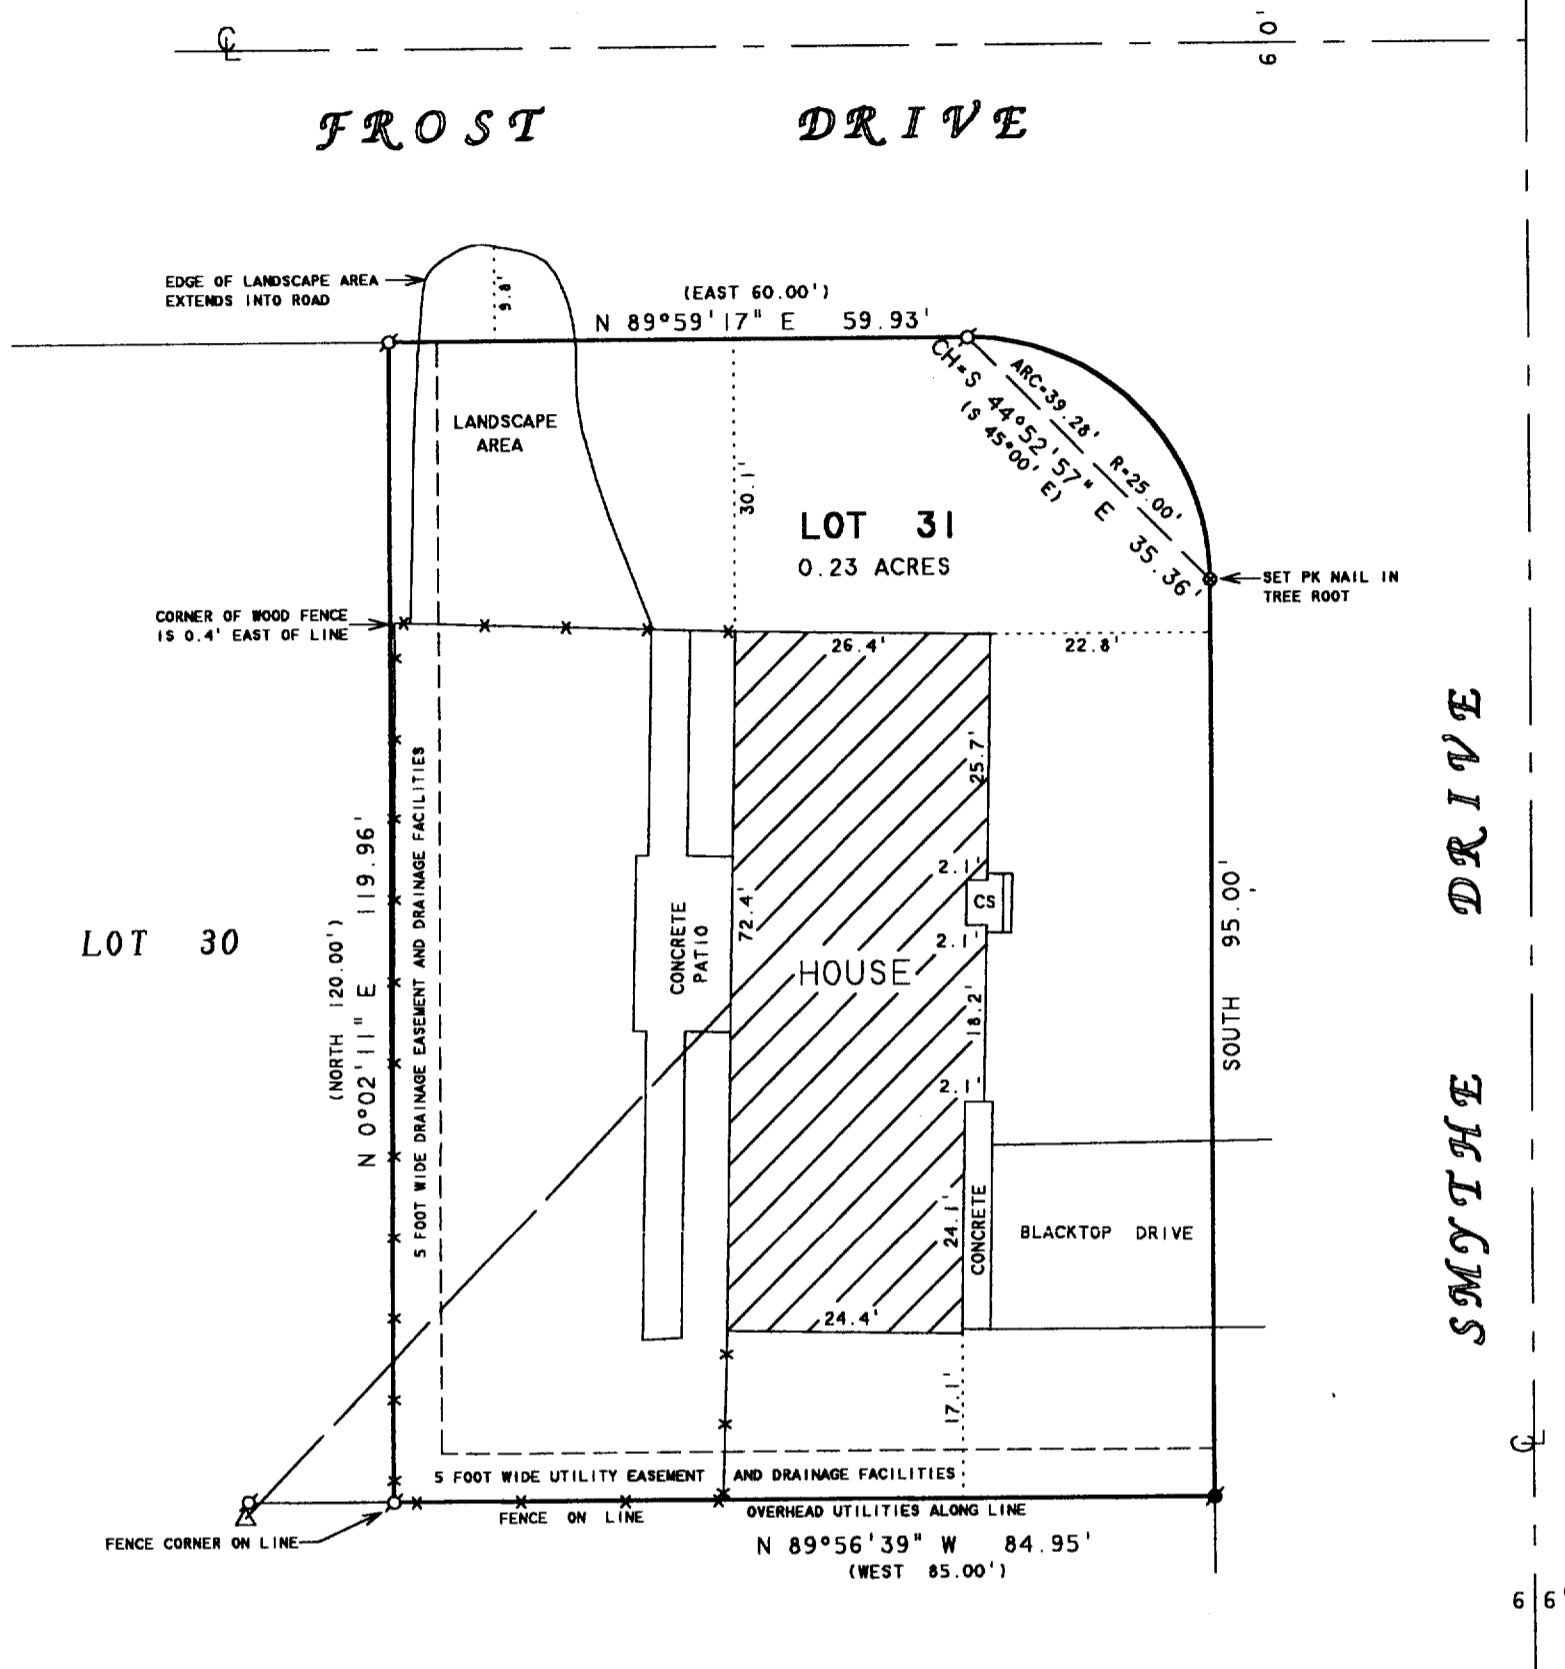 ℄
60'
FROST DRIVE
EDGE OF LANDSCAPE AREA
EXTENDS INTO ROAD
9.8'
(EAST 60.00')
N 89°59'17" E 59.93'
ARC=39.28' R=25.00'
CH=S 44°52'57" E 35.36'
(S 45°00' E)
LANDSCAPE
AREA
30.1'
LOT 31
0.23 ACRES
SET PK NAIL IN
TREE ROOT
CORNER OF WOOD FENCE
IS 0.4' EAST OF LINE
26.4'
22.8'
25.7'
SMYTHE DRIVE
5 FOOT WIDE DRAINAGE EASEMENT AND DRAINAGE FACILITIES
N 0°02'11" E 119.96'
(NORTH 120.00')
LOT 30
CONCRETE
PATIO
72.4'
HOUSE
2.1'
CS
2.1'
18.2'
2.1'
SOUTH 95.00'
24.1'
CONCRETE
BLACKTOP DRIVE
24.4'
17.1'
℄
5 FOOT WIDE UTILITY EASEMENT AND DRAINAGE FACILITIES
FENCE ON LINE
OVERHEAD UTILITIES ALONG LINE
FENCE CORNER ON LINE
N 89°56'39" W 84.95'
(WEST 85.00')
66'